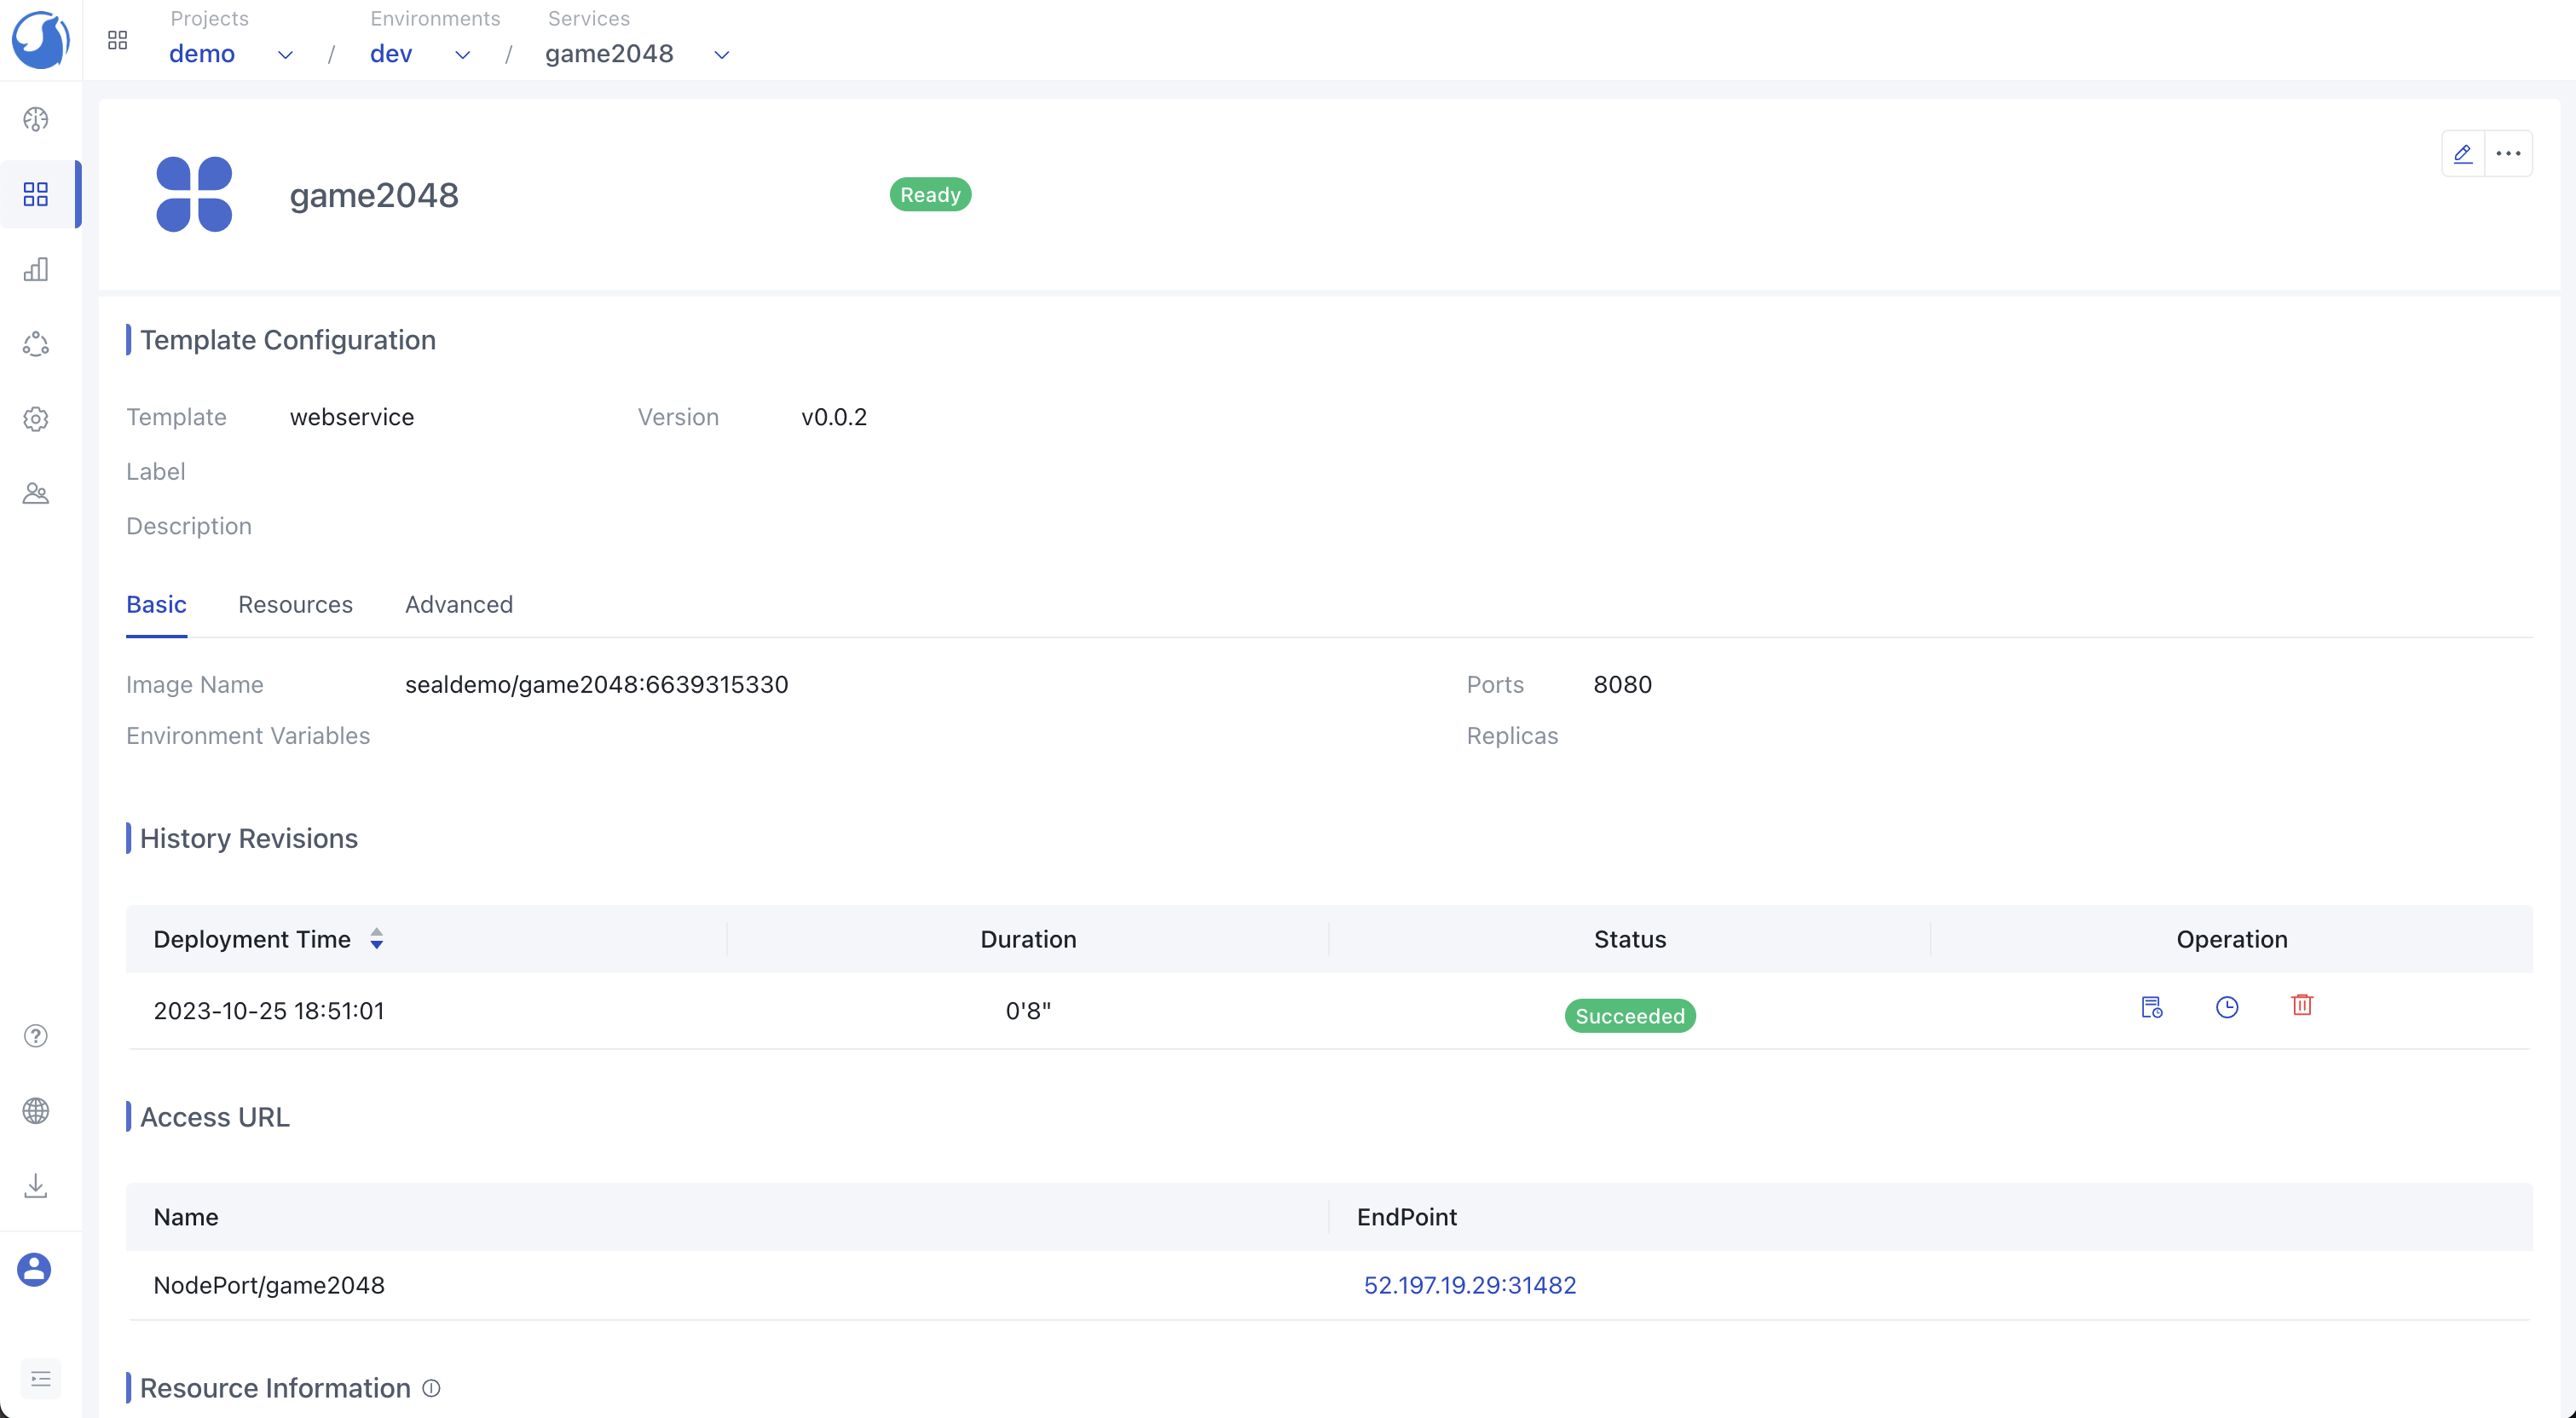 Projects Environments Services
demo / dev / game2048
game2048 Ready
Template Configuration
Template webservice Version v0.0.2
Label
Description
Basic Resources Advanced
Image Name sealdemo/game2048:6639315330 Ports 8080
Environment Variables Replicas
History Revisions
Deployment Time Duration Status Operation
2023-10-25 18:51:01 0'8" Succeeded
Access URL
Name EndPoint
NodePort/game2048 52.197.19.29:31482
Resource Information